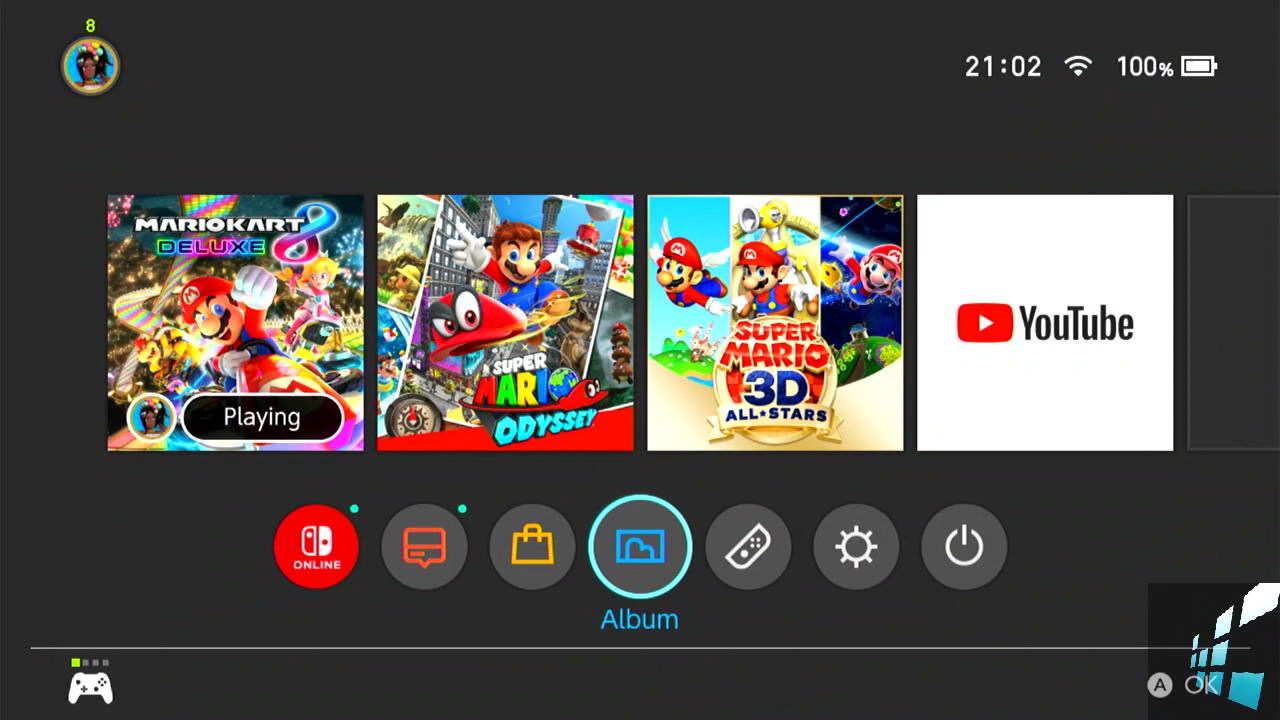 8
21:02 100%
MARIOKART 8
DELUXE
Playing
SUPER
MARIO
ODYSSEY
SUPER
MARIO
3D
ALL★STARS
YouTube
ONLINE
Album
A OK